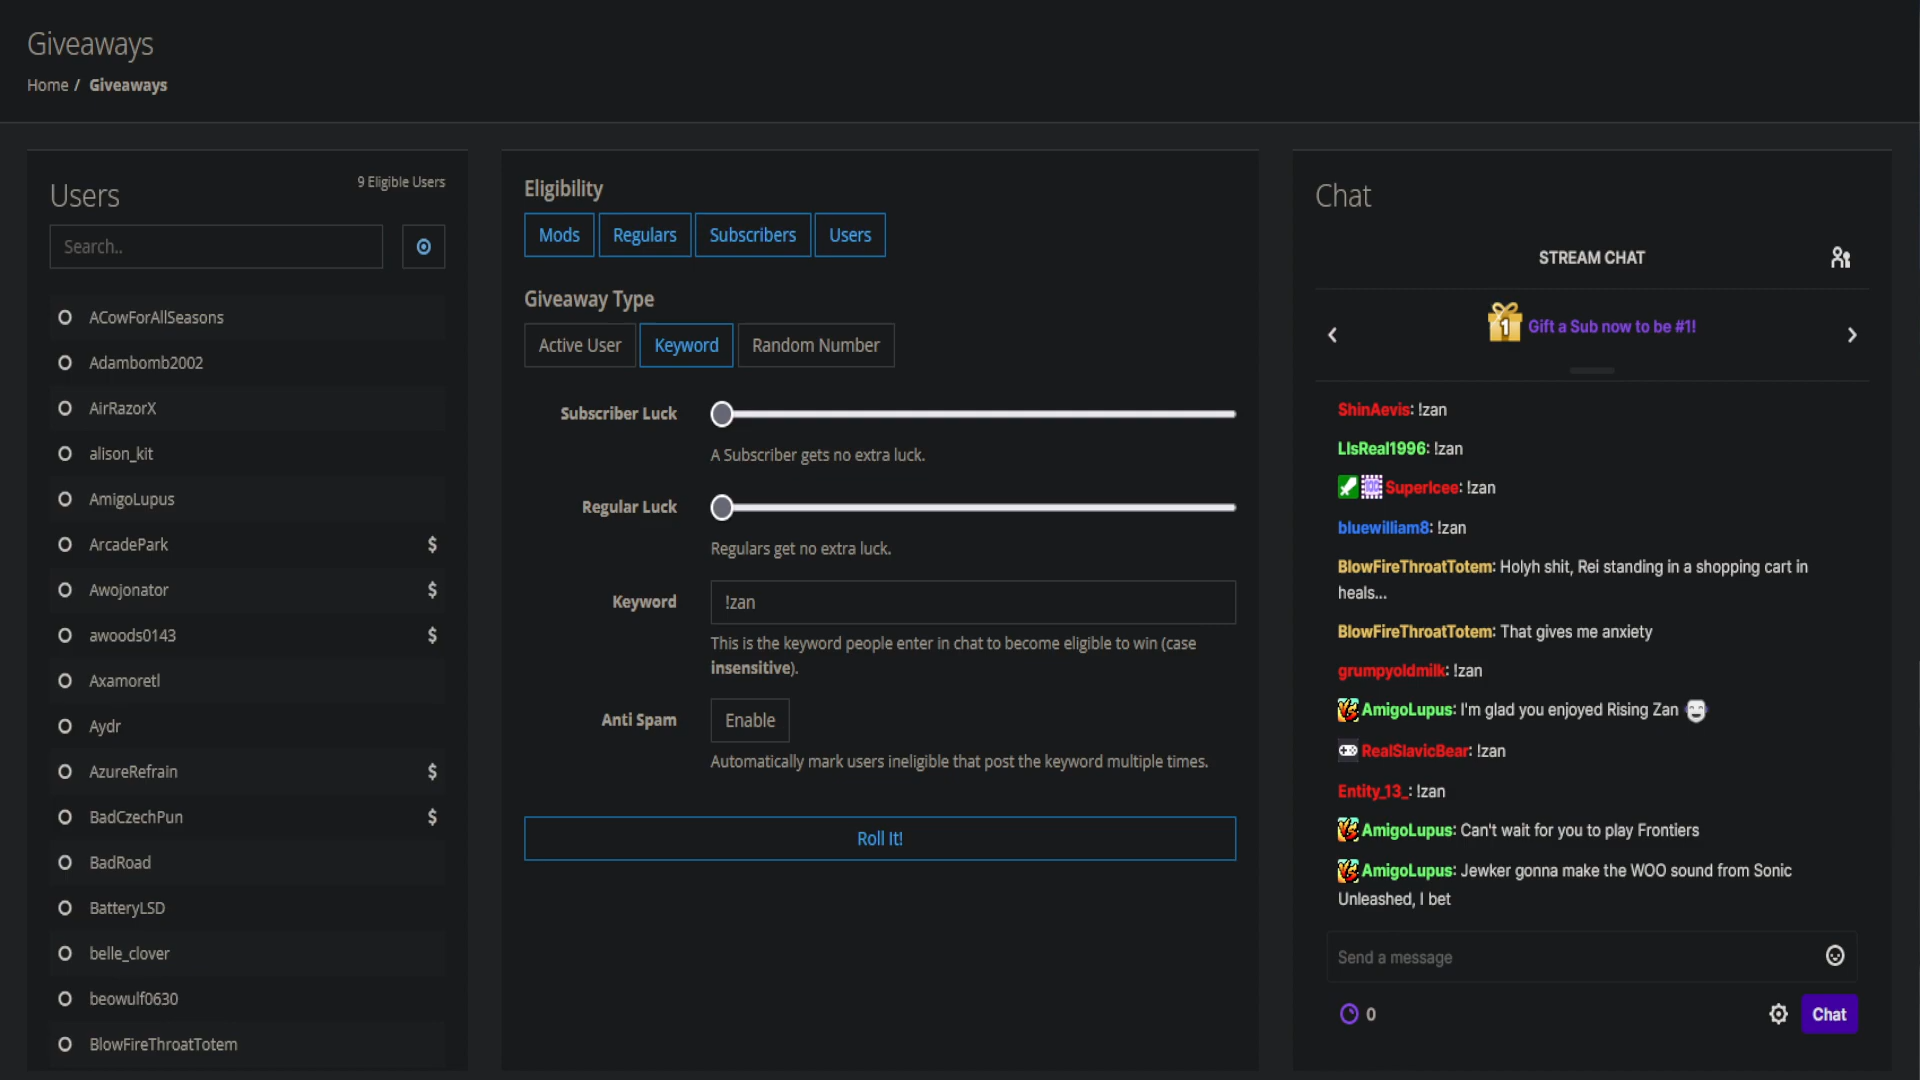 Giveaways
Home / Giveaways
Users
9 Eligible Users
Search..
ACowForAllSeasons
Adambomb2002
AirRazorX
alison_kit
AmigoLupus
ArcadePark $
Awojonator $
awoods0143 $
Axamoretl
Aydr
AzureRefrain $
BadCzechPun $
BadRoad
BatteryLSD
belle_clover
beowulf0630
BlowFireThroatTotem
Eligibility
Mods Regulars Subscribers Users
Giveaway Type
Active User Keyword Random Number
Subscriber Luck
A Subscriber gets no extra luck.
Regular Luck
Regulars get no extra luck.
Keyword !zan
This is the keyword people enter in chat to become eligible to win (case
insensitive).
Anti Spam Enable
Automatically mark users ineligible that post the keyword multiple times.
Roll It!
Chat
STREAM CHAT
1 Gift a Sub now to be #1!
ShinAevis: !zan
LIsReal1996: !zan
SuperIcee: !zan
bluewilliam8: !zan
BlowFireThroatTotem: Holyh shit, Rei standing in a shopping cart in
heals...
BlowFireThroatTotem: That gives me anxiety
grumpyoldmilk: !zan
AmigoLupus: I'm glad you enjoyed Rising Zan
RealSlavicBear: !zan
Entity_13_: !zan
AmigoLupus: Can't wait for you to play Frontiers
AmigoLupus: Jewker gonna make the WOO sound from Sonic
Unleashed, I bet
Send a message
0
Chat